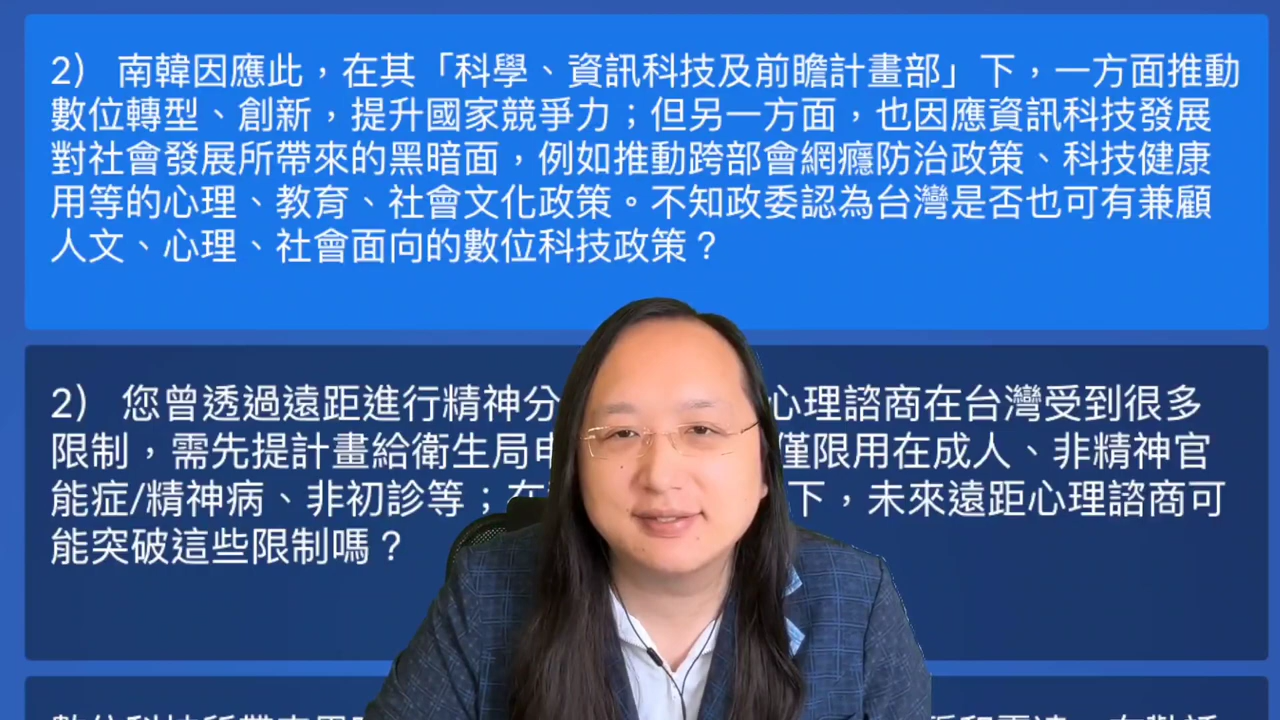 2） 南韓因應此，在其「科學、資訊科技及前瞻計畫部」下，一方面推動
數位轉型、創新，提升國家競爭力；但另一方面，也因應資訊科技發展
對社會發展所帶來的黑暗面，例如推動跨部會網癮防治政策、科技健康
用等的心理、教育、社會文化政策。不知政委認為台灣是否也可有兼顧
人文、心理、社會面向的數位科技政策？
2） 您曾透過遠距進行精神分 心理諮商在台灣受到很多
限制，需先提計畫給衛生局申 僅限用在成人、非精神官
能症/精神病、非初診等； 下，未來遠距心理諮商可
能突破這些限制嗎？